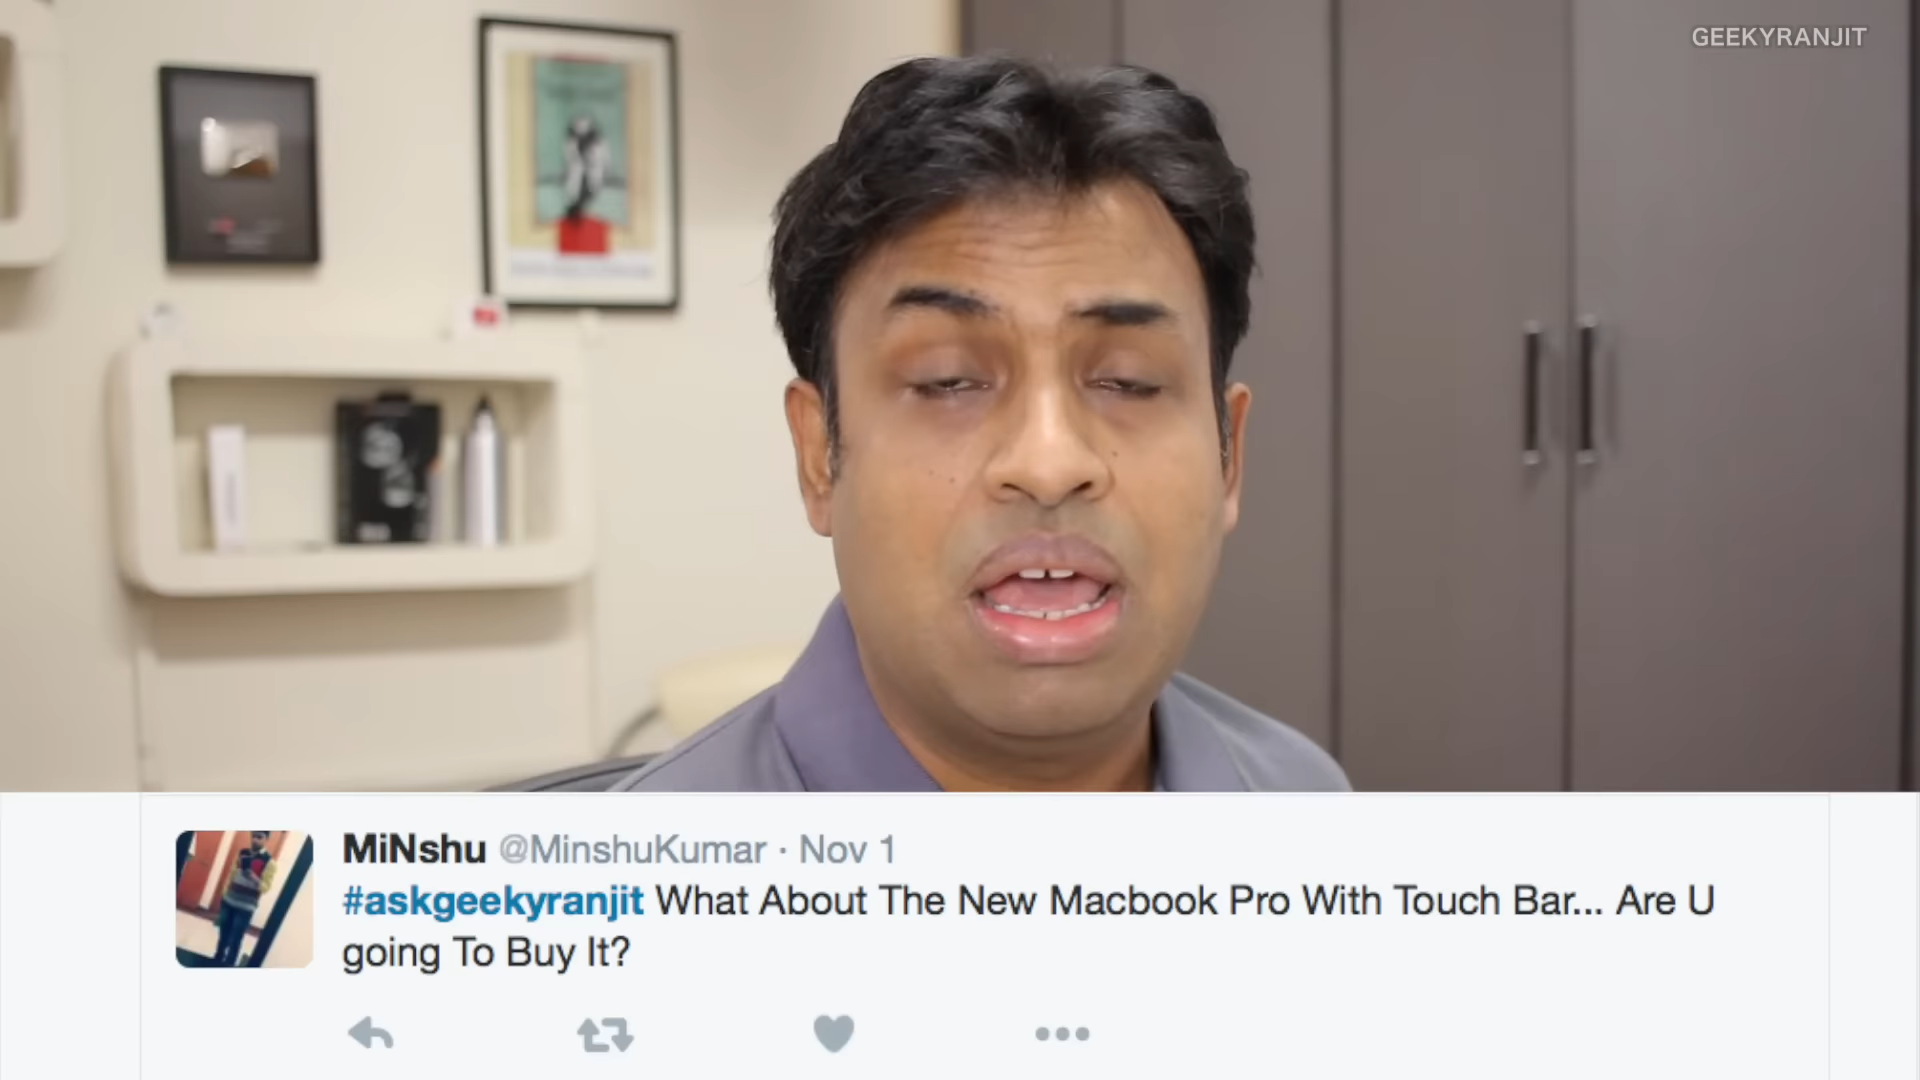 GEEKYRANJIT
MiNshu @MinshuKumar · Nov 1
#askgeekyranjit What About The New Macbook Pro With Touch Bar... Are U
going To Buy It?